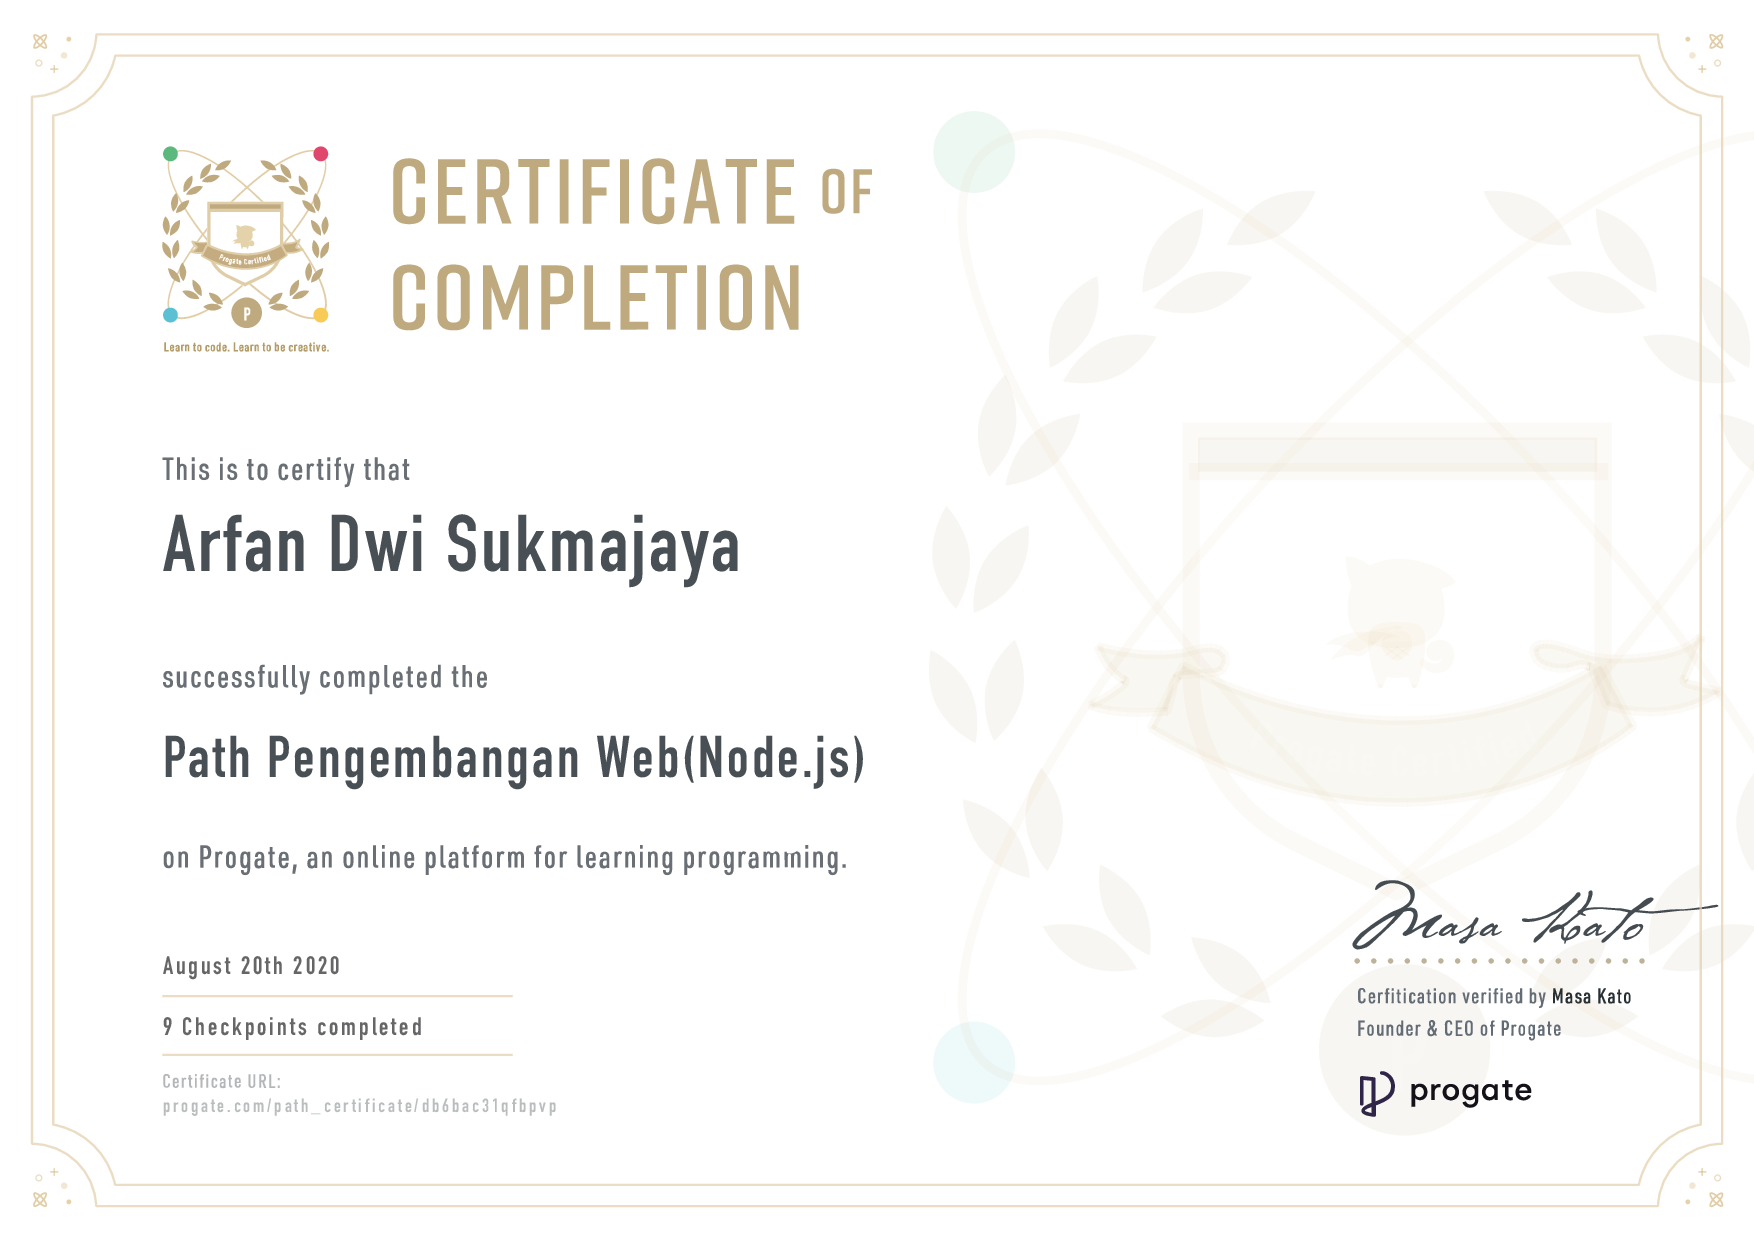 CERTIFICATE OF
COMPLETION
Progate Certified
P
Learn to code. Learn to be creative.
This is to certify that
Arfan Dwi Sukmajaya
successfully completed the
Path Pengembangan Web(Node.js)
on Progate, an online platform for learning programming.
August 20th 2020
9 Checkpoints completed
Certificate URL:
progate.com/path_certificate/db6bac31qfbpvp
Masa Kato
Cerfitication verified by Masa Kato
Founder & CEO of Progate
progate